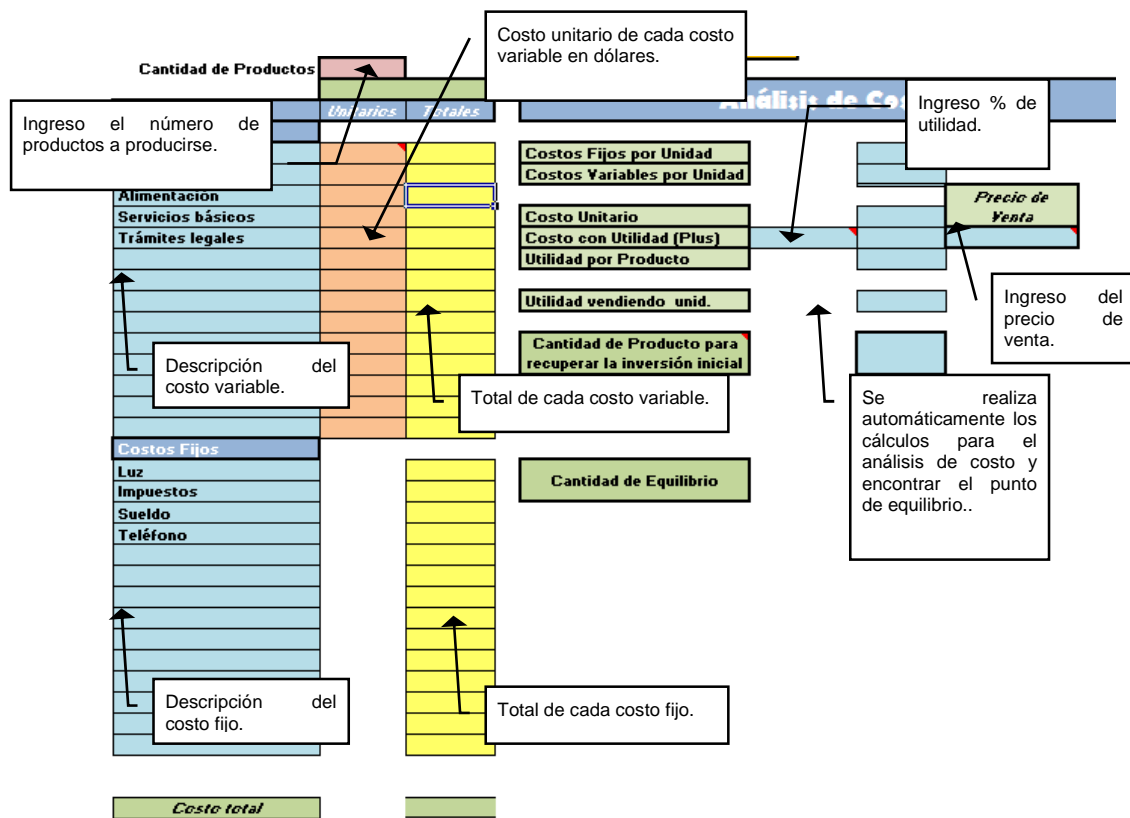 Costo unitario de cada costo
variable en dólares.
Cantidad de Productos
Análisis de Cos
Unitarios Totales
Ingreso el número de
productos a producirse.
Ingreso % de
utilidad.
Costos Fijos por Unidad
Costos Variables por Unidad
Alimentación
Servicios básicos
Trámites legales
Costo Unitario
Costo con Utilidad (Plus)
Utilidad por Producto
Precio de
Venta
Utilidad vendiendo unid.
Ingreso del
precio de
venta.
Cantidad de Producto para
recuperar la inversión inicial
Descripción del
costo variable.
Total de cada costo variable.
Se realiza
automáticamente los
cálculos para el
análisis de costo y
encontrar el punto
de equilibrio..
Costos Fijos
Luz
Impuestos
Sueldo
Teléfono
Cantidad de Equilibrio
Descripción del
costo fijo.
Total de cada costo fijo.
Costo total